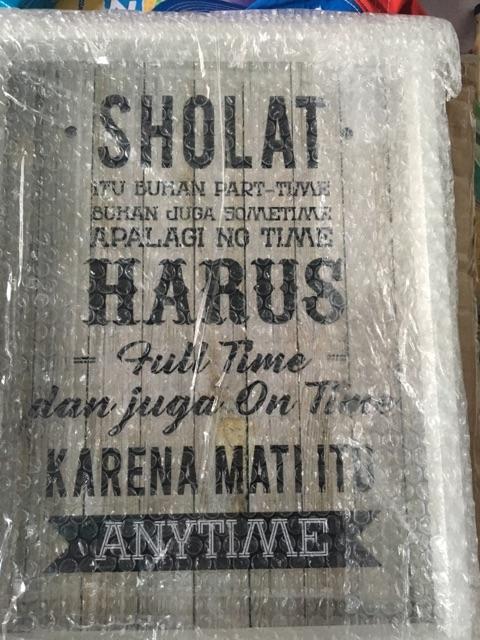 SHOLAT
ITU BUKAN PART-TIME
BUKAN JUGA SOMETIME
APALAGI NO TIME
HARUS
Full Time
dan juga On Time
KARENA MATI ITU
ANYTIME